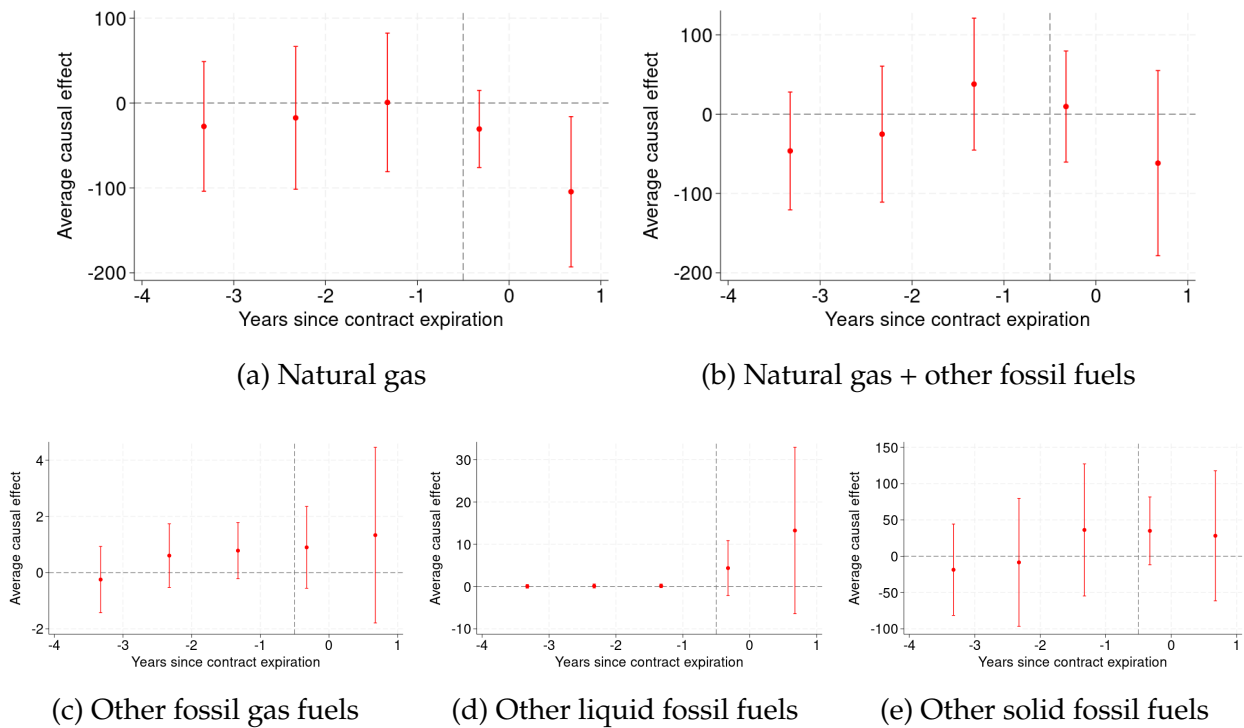 100
0
-100
-200
Average causal effect
-4 -3 -2 -1 0 1
Years since contract expiration
(a) Natural gas
100
0
-100
-200
Average causal effect
-4 -3 -2 -1 0 1
Years since contract expiration
(b) Natural gas + other fossil fuels
4
2
0
-2
Average causal effect
-4 -3 -2 -1 0 1
Years since contract expiration
(c) Other fossil gas fuels
30
20
10
0
-10
Average causal effect
-4 -3 -2 -1 0 1
Years since contract expiration
(d) Other liquid fossil fuels
150
100
50
0
-50
-100
Average causal effect
-4 -3 -2 -1 0 1
Years since contract expiration
(e) Other solid fossil fuels